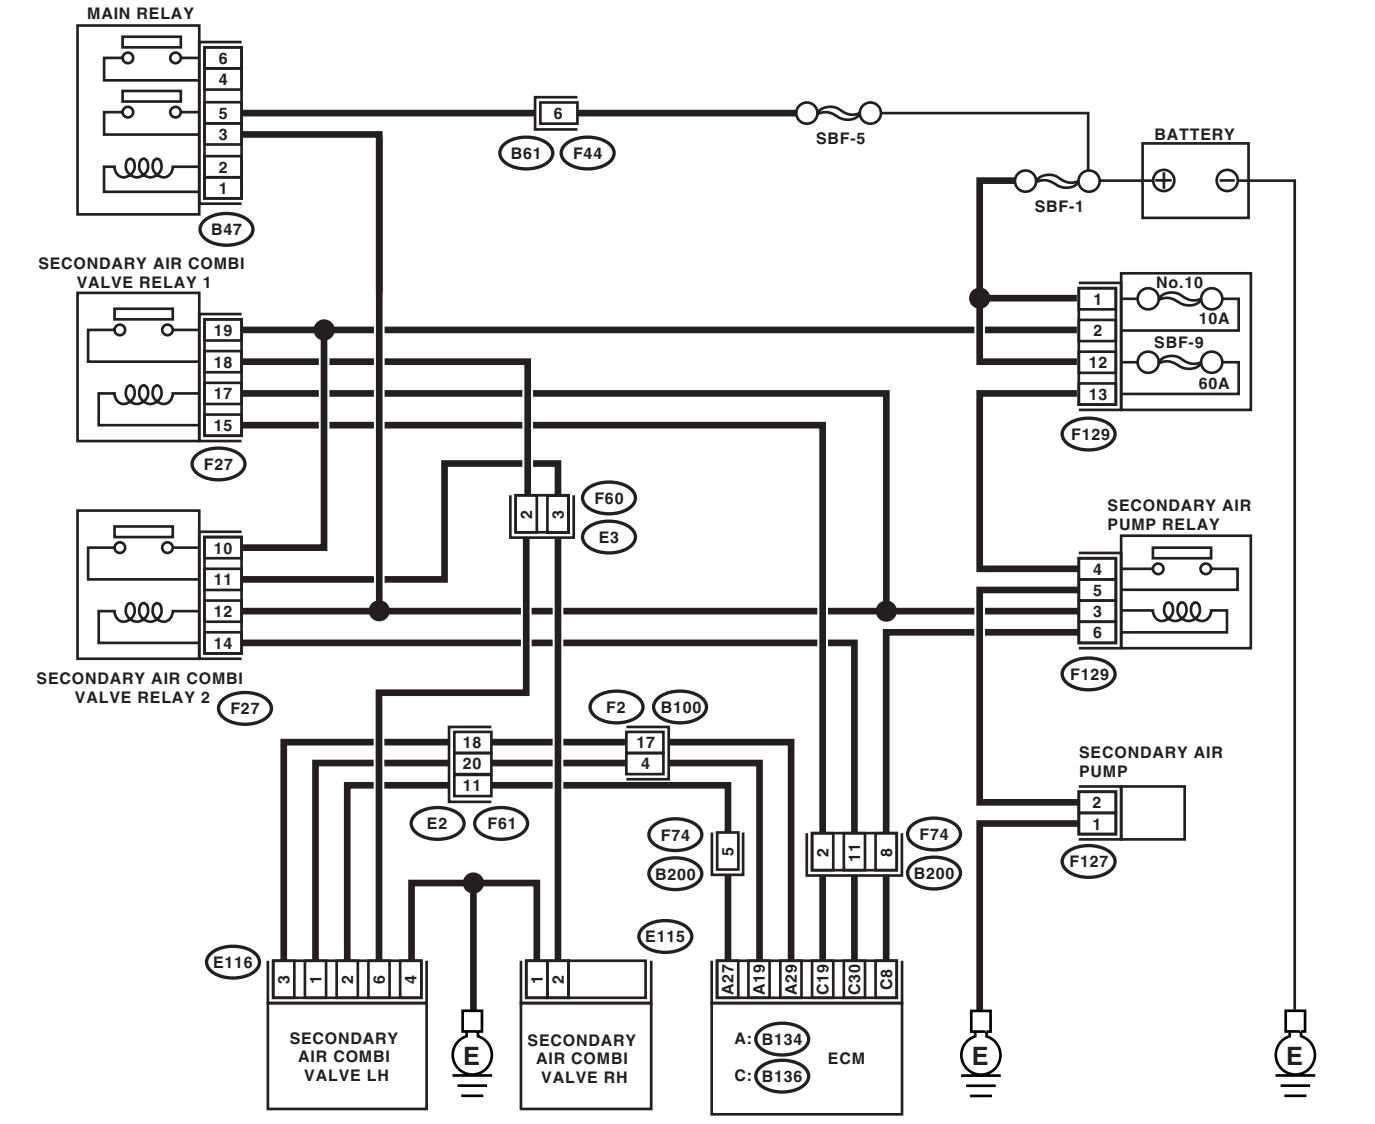 MAIN RELAY
6
4
5
3
2
1
B47
6
B61
F44
SBF-5
BATTERY
+
−
SBF-1
SECONDARY AIR COMBI
VALVE RELAY 1
19
18
17
15
F27
No.10
10A
SBF-9
60A
1
2
12
13
F129
2
3
F60
E3
10
11
12
14
SECONDARY AIR COMBI
VALVE RELAY 2
F27
SECONDARY AIR
PUMP RELAY
4
5
3
6
F129
F2
B100
18
20
11
17
4
E2
F61
SECONDARY AIR
PUMP
2
1
F127
F74
B200
5
2
11
8
F74
B200
E116
3
1
2
6
4
E115
1
2
A27
A19
A29
C19
C30
C8
SECONDARY
AIR COMBI
VALVE LH
E
SECONDARY
AIR COMBI
VALVE RH
A: B134
C: B136
ECM
E
E